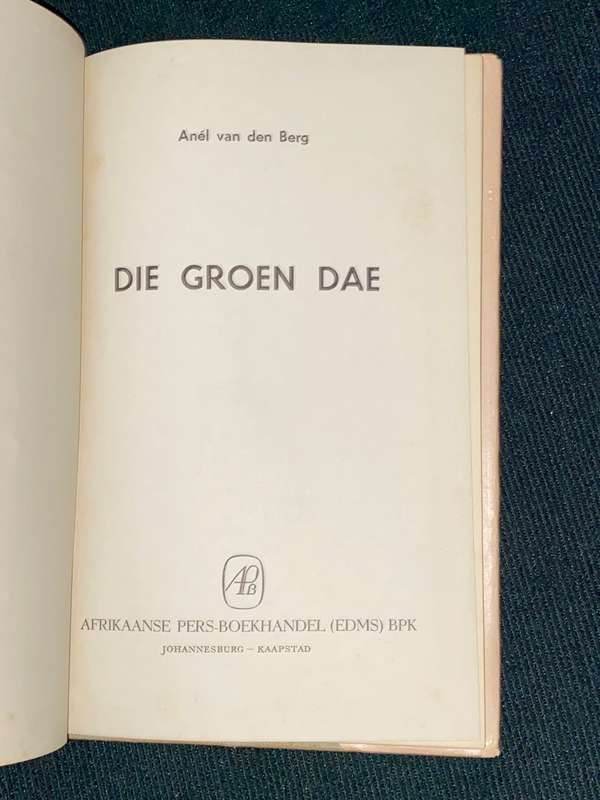 Anél van den Berg
DIE GROEN DAE
APB
AFRIKAANSE PERS-BOEKHANDEL (EDMS) BPK
JOHANNESBURG – KAAPSTAD